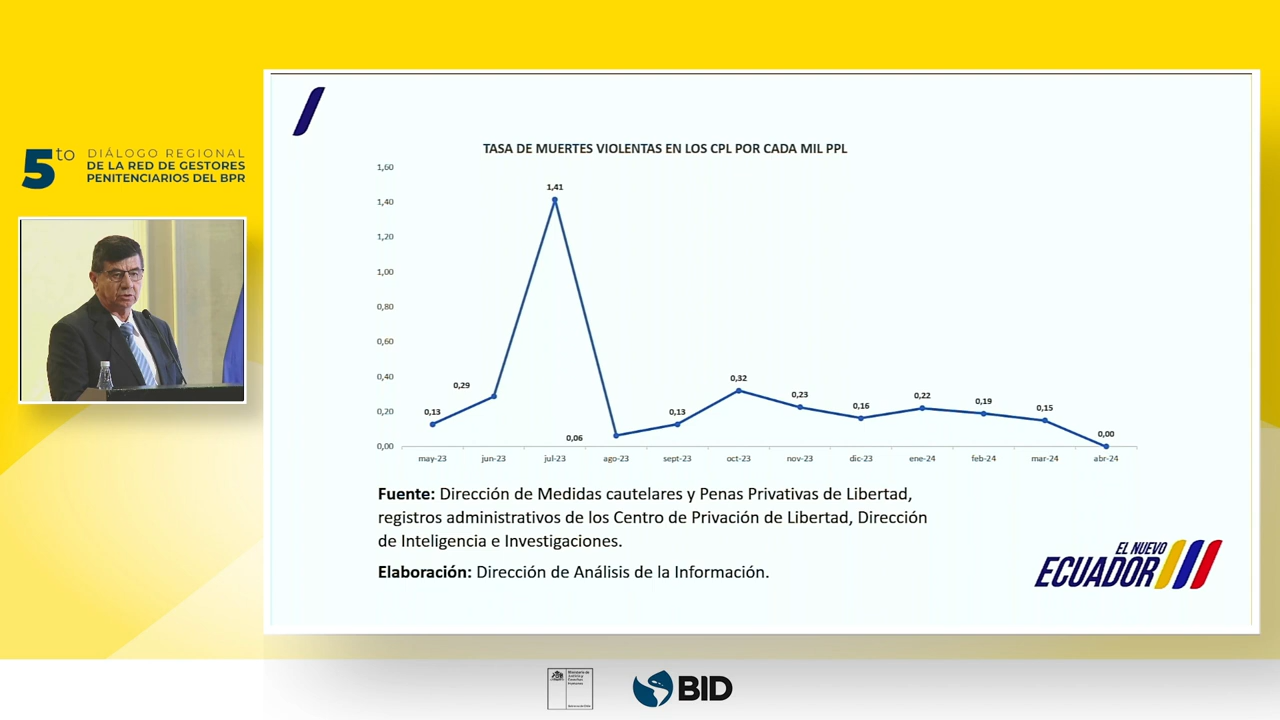 5to
DIÁLOGO REGIONAL
DE LA RED DE GESTORES
PENITENCIARIOS DEL BPR
TASA DE MUERTES VIOLENTAS EN LOS CPL POR CADA MIL PPL
1,60
1,40
1,20
1,00
0,80
0,60
0,40
0,20
0,00
0,13
0,29
1,41
0,06
0,13
0,32
0,23
0,16
0,22
0,19
0,15
0,00
may-23 jun-23 jul-23 ago-23 sept-23 oct-23 nov-23 dic-23 ene-24 feb-24 mar-24 abr-24
Fuente: Dirección de Medidas cautelares y Penas Privativas de Libertad,
registros administrativos de los Centro de Privación de Libertad, Dirección
de Inteligencia e Investigaciones.
Elaboración: Dirección de Análisis de la Información.
EL NUEVO
ECUADOR
BID